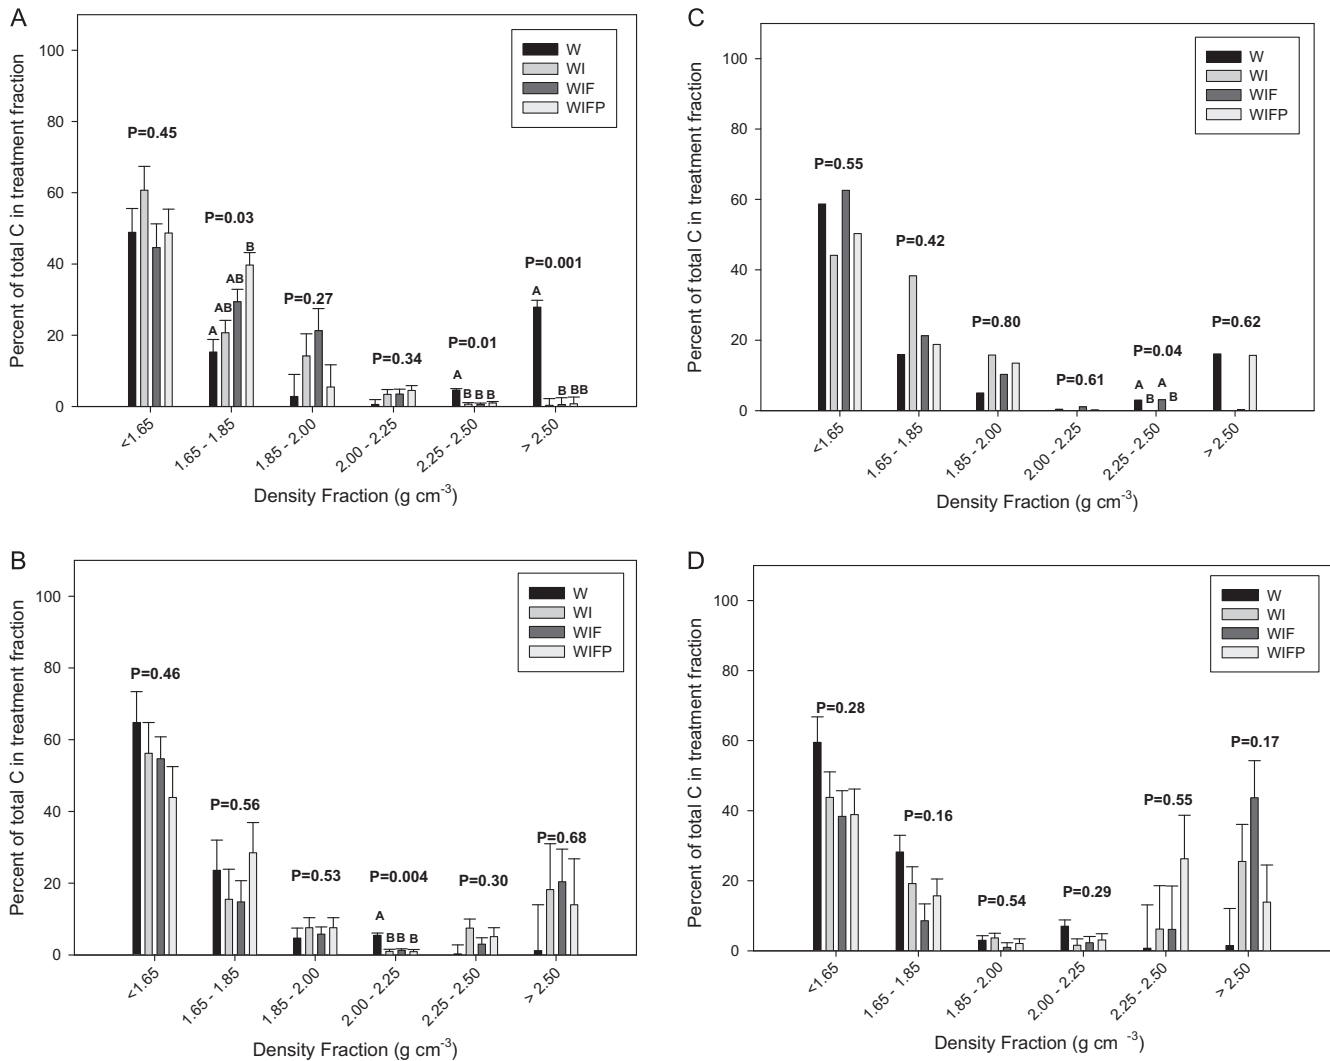 A
Percent of total C in treatment fraction
100
80
60
40
20
0
W
WI
WIF
WIFP
P=0.45
P=0.03
P=0.27
P=0.34
P=0.01
P=0.001
A
AB
AB
B
A
B
B
B
A
B
BB
<1.65
1.65 - 1.85
1.85 - 2.00
2.00 - 2.25
2.25 - 2.50
> 2.50
Density Fraction (g cm-3)
C
Percent of total C in treatment fraction
100
80
60
40
20
0
W
WI
WIF
WIFP
P=0.55
P=0.42
P=0.80
P=0.61
P=0.04
P=0.62
A
B
A
B
<1.65
1.65 - 1.85
1.85 - 2.00
2.00 - 2.25
2.25 - 2.50
> 2.50
Density Fraction (g cm-3)
B
Percent of total C in treatment fraction
100
80
60
40
20
0
W
WI
WIF
WIFP
P=0.46
P=0.56
P=0.53
P=0.004
P=0.30
P=0.68
A
BB
B
<1.65
1.65 - 1.85
1.85 - 2.00
2.00 - 2.25
2.25 - 2.50
> 2.50
Density Fraction (g cm-3)
D
Percent of total C in treatment fraction
100
80
60
40
20
0
W
WI
WIF
WIFP
P=0.28
P=0.16
P=0.54
P=0.29
P=0.55
P=0.17
<1.65
1.65 - 1.85
1.85 - 2.00
2.00 - 2.25
2.25 - 2.50
> 2.50
Density Fraction (g cm -3)